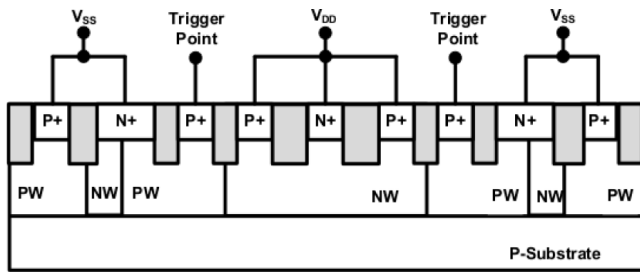 VSS Trigger Point VDD Trigger Point VSS
P+ N+ P+ P+ N+ P+ P+ N+ P+
PW NW PW NW PW NW PW
P-Substrate